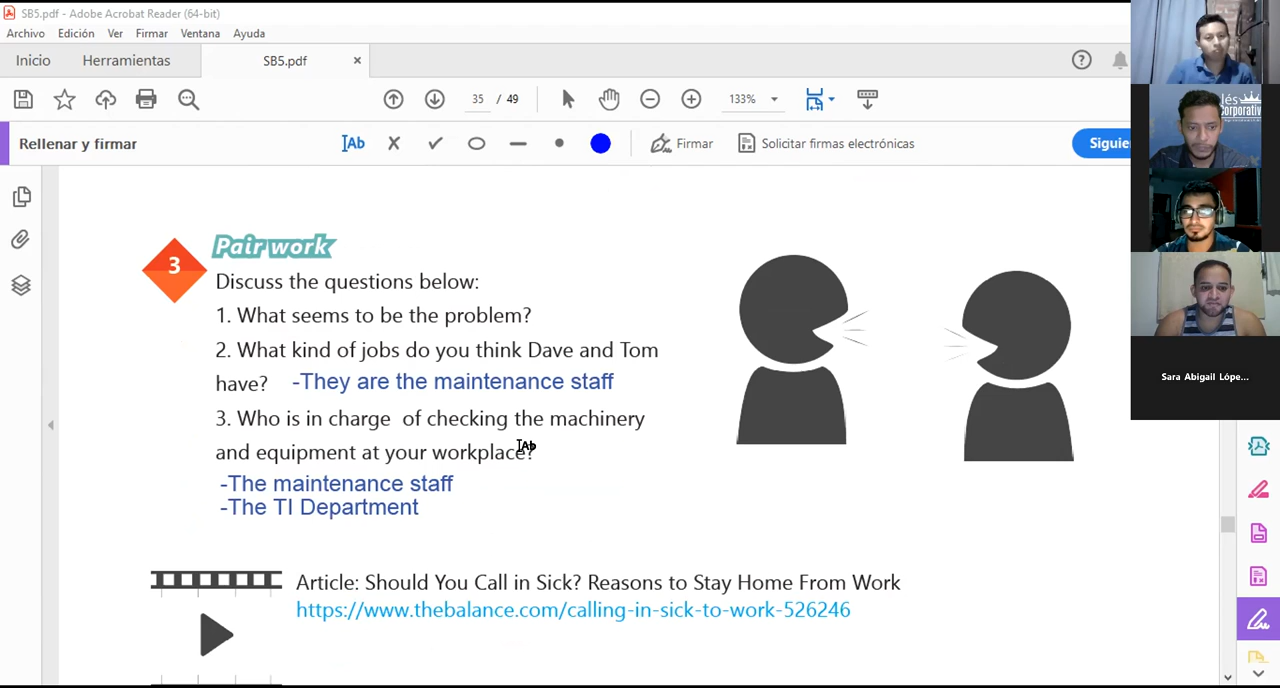 SB5.pdf - Adobe Acrobat Reader (64-bit)
Archivo Edición Ver Firmar Ventana Ayuda
Inicio Herramientas SB5.pdf ×
35 / 49 133%
Rellenar y firmar Ab Firmar Solicitar firmas electrónicas Siguie
3 Pair work
Discuss the questions below:
1. What seems to be the problem?
2. What kind of jobs do you think Dave and Tom
have? -They are the maintenance staff
3. Who is in charge of checking the machinery
and equipment at your workplace?
Ab
-The maintenance staff
-The TI Department
Article: Should You Call in Sick? Reasons to Stay Home From Work
https://www.thebalance.com/calling-in-sick-to-work-526246
lés
Corporativ
Sara Abigail Lópe...